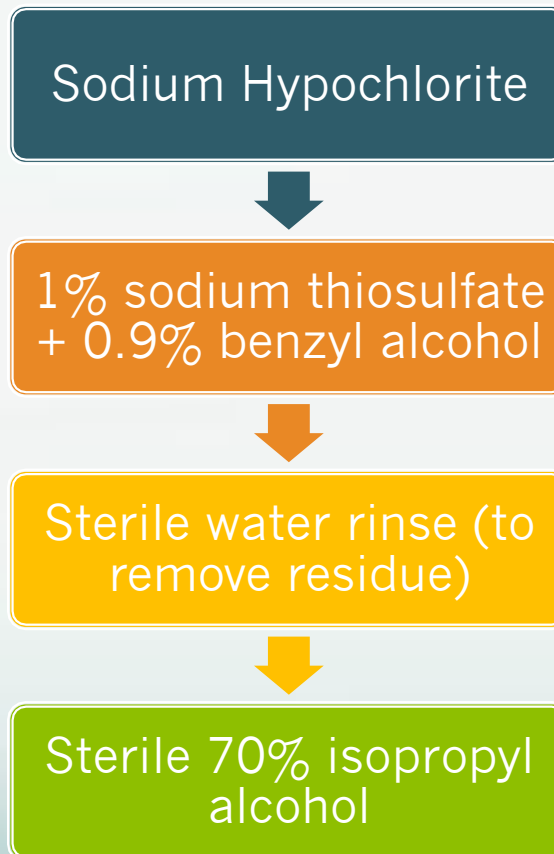 Sodium Hypochlorite
1% sodium thiosulfate
+ 0.9% benzyl alcohol
Sterile water rinse (to
remove residue)
Sterile 70% isopropyl
alcohol